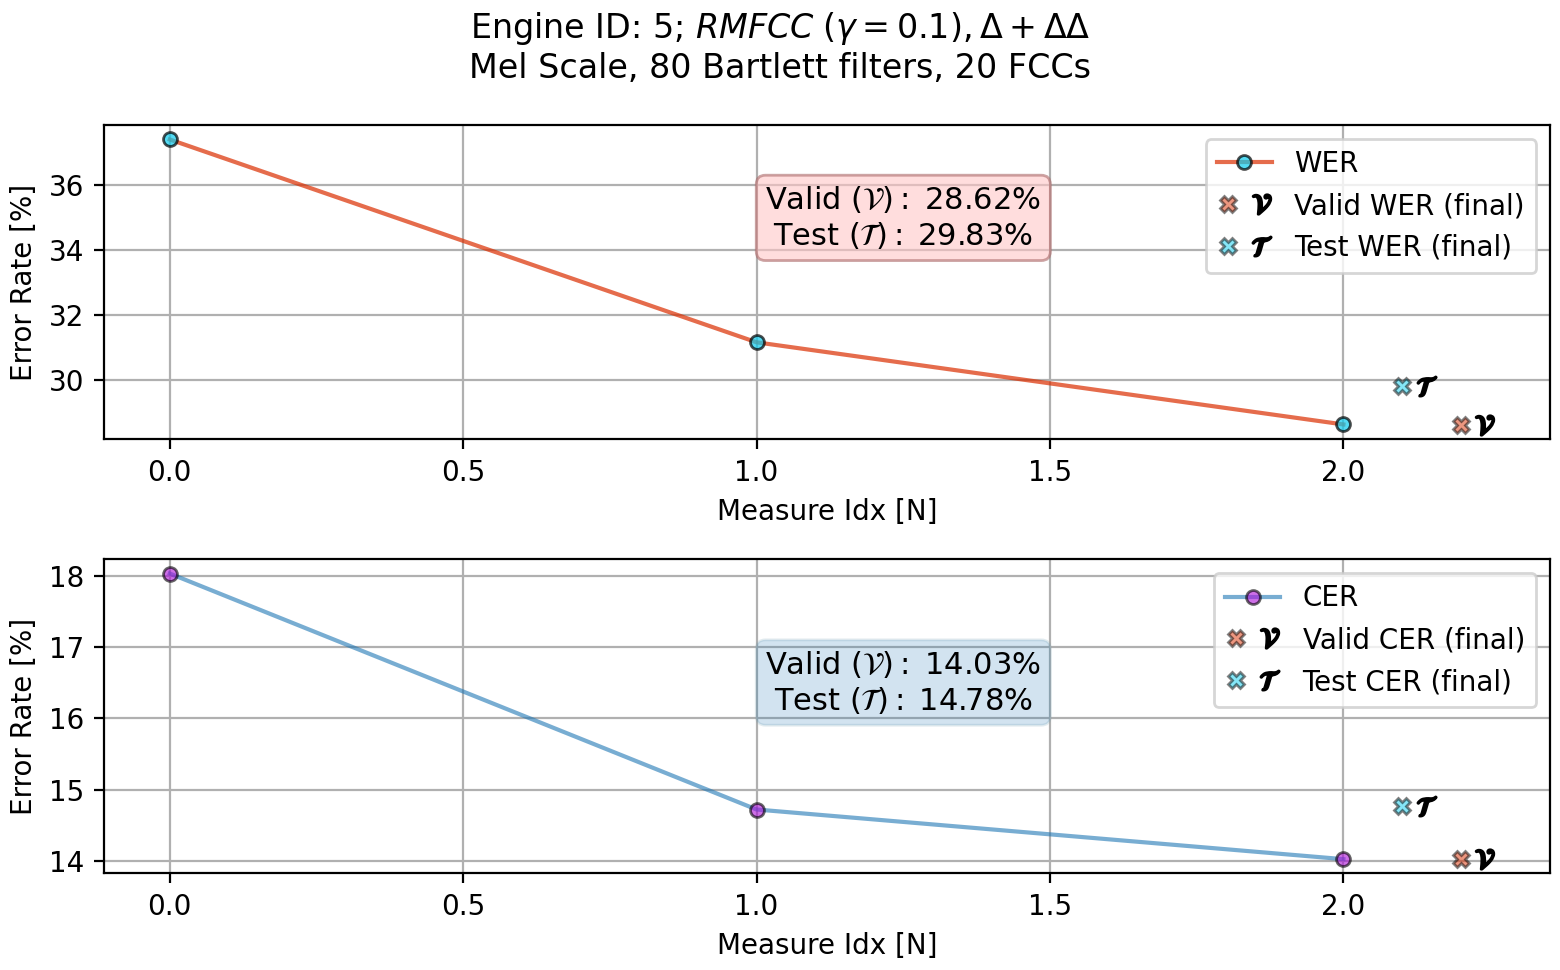 Engine ID: 5; RMFCC (γ = 0.1), Δ + ΔΔ
Mel Scale, 80 Bartlett filters, 20 FCCs
Error Rate [%]
36
34
32
30
Valid (𝒱) : 28.62%
Test (𝒯) : 29.83%
WER
𝒱 Valid WER (final)
𝒯 Test WER (final)
𝒯
𝒱
0.0 0.5 1.0 1.5 2.0
Measure Idx [N]
Error Rate [%]
18
17
16
15
14
Valid (𝒱) : 14.03%
Test (𝒯) : 14.78%
CER
𝒱 Valid CER (final)
𝒯 Test CER (final)
𝒯
𝒱
0.0 0.5 1.0 1.5 2.0
Measure Idx [N]